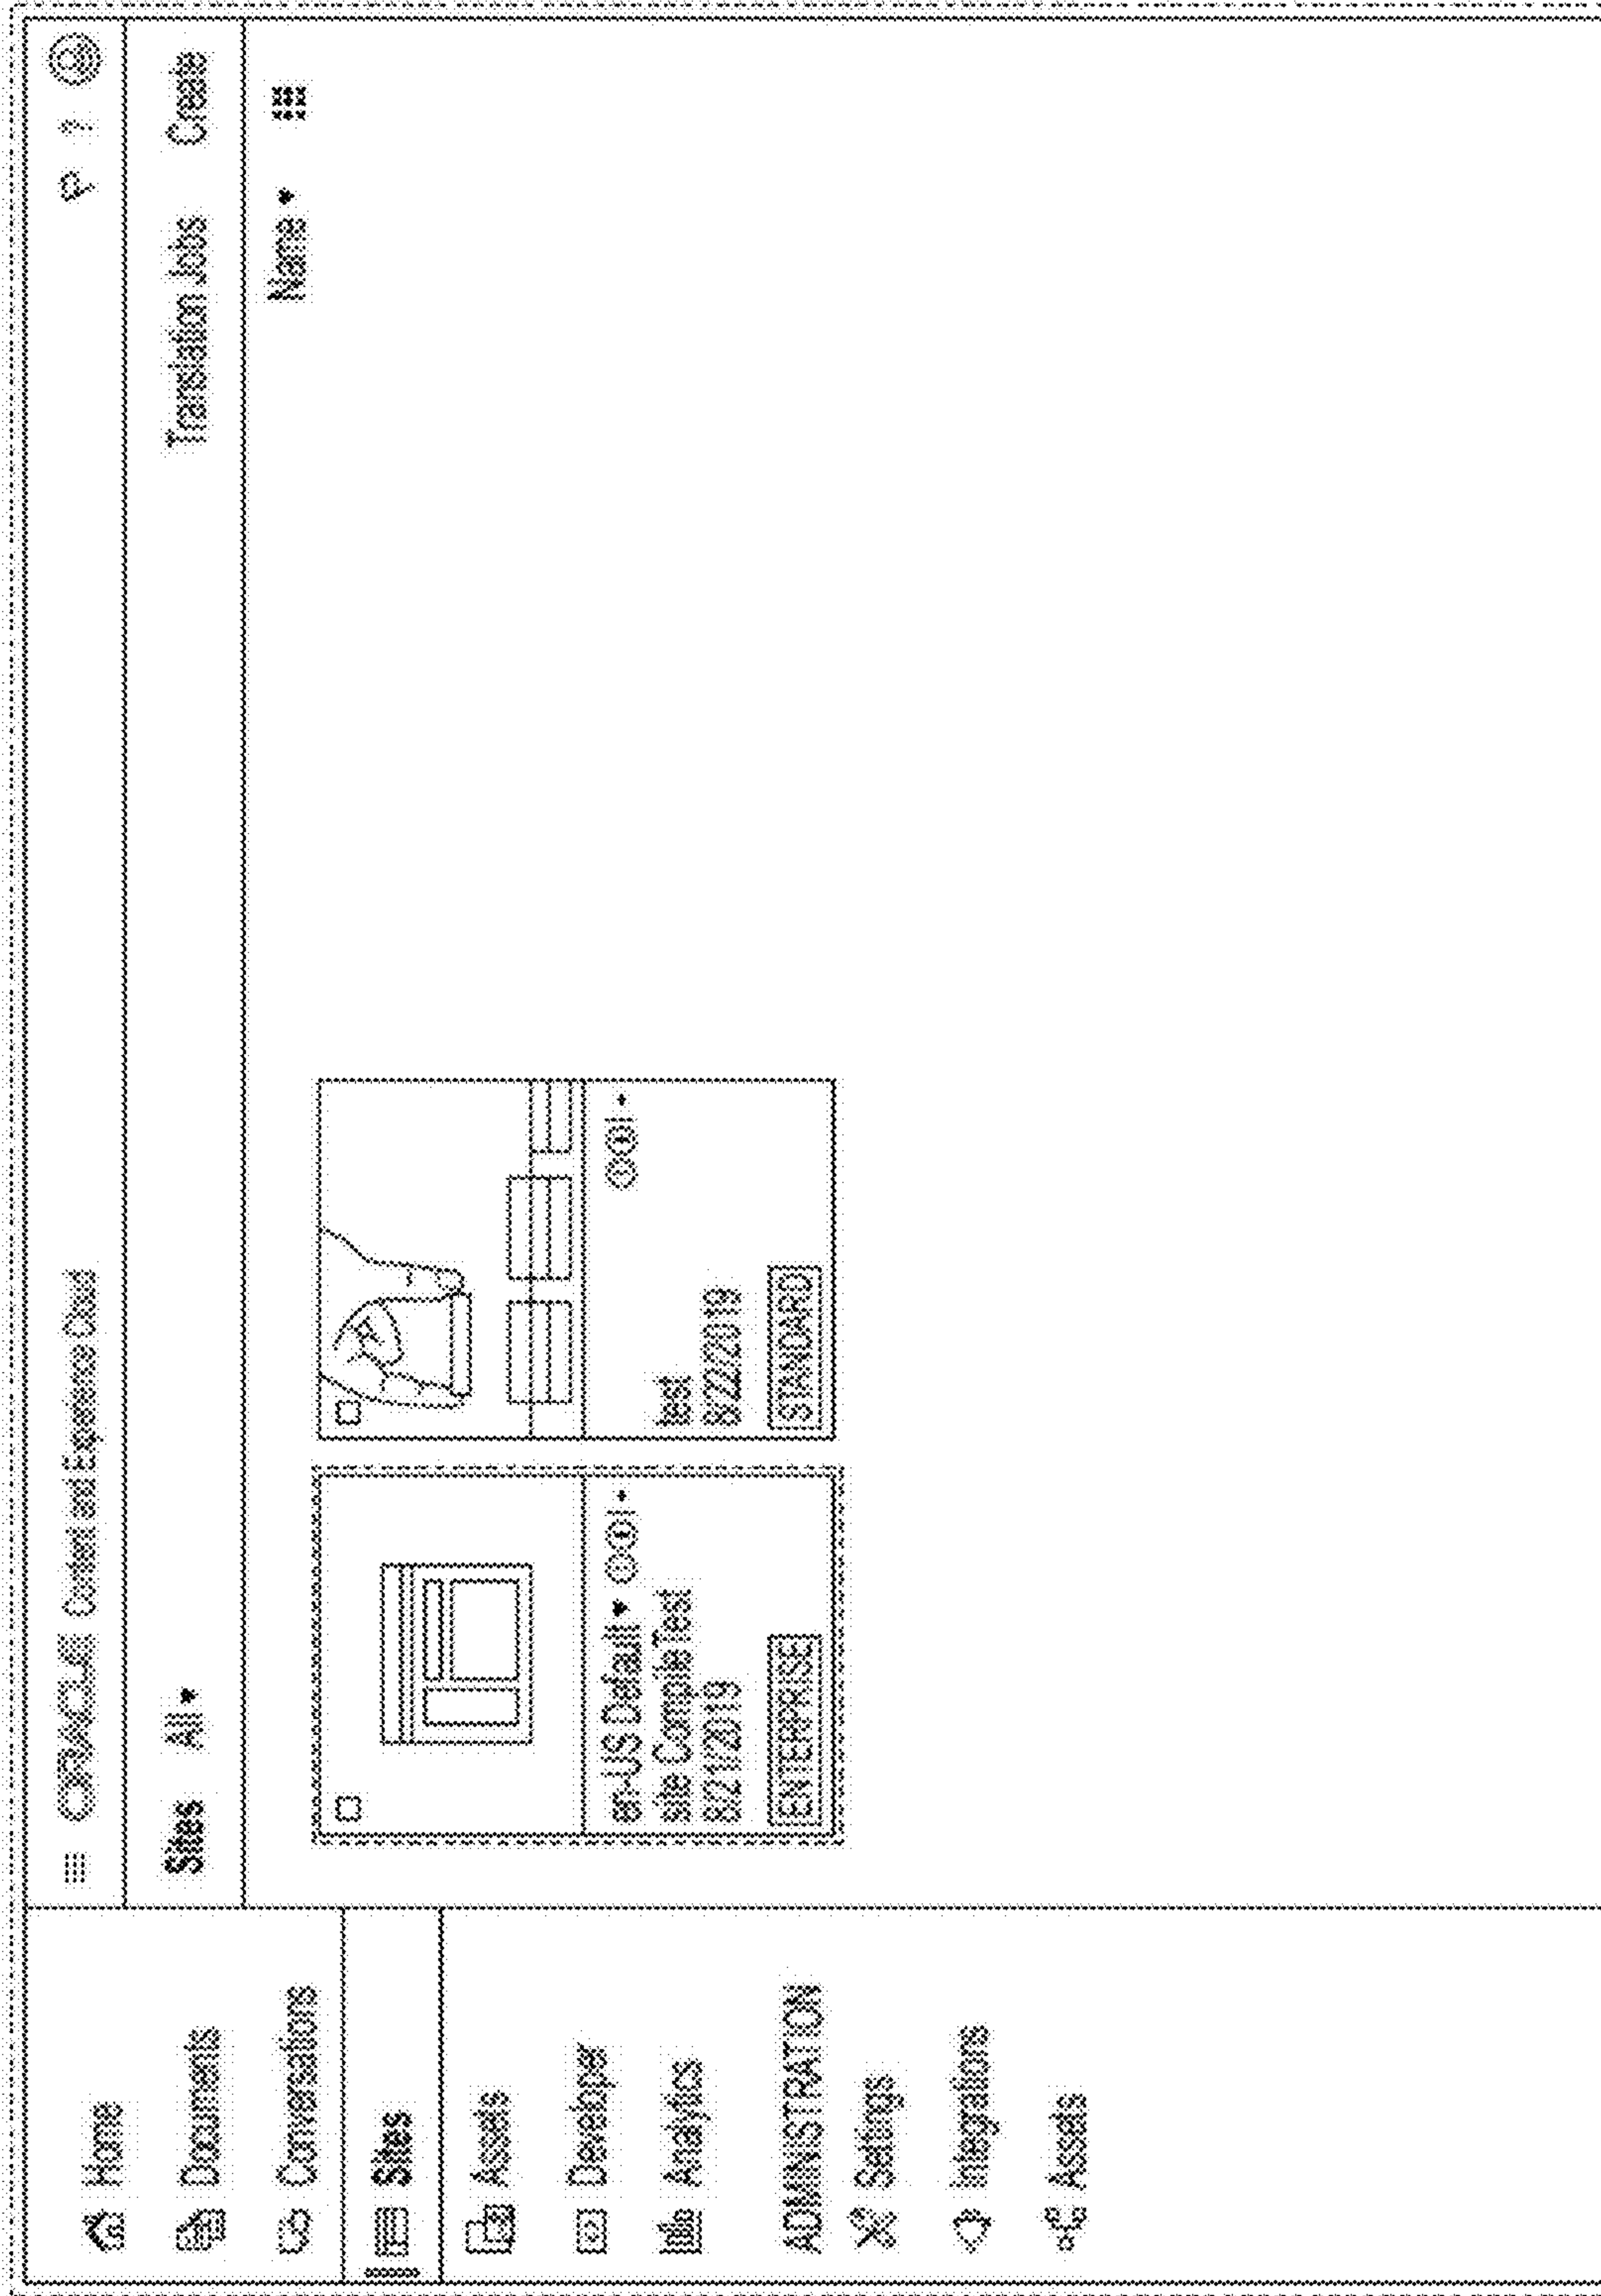 ORACLE Content and Experience Cloud
?
Sites All
Translation Jobs Create
Name
Home
Documents
Conversations
Sites
Assets
Developer
Analytics
ADMINISTRATION
Settings
Integrations
Assets
en-US Default
site Compile Test
8/21/2019
ENTERPRISE
test
8/22/2019
STANDARD